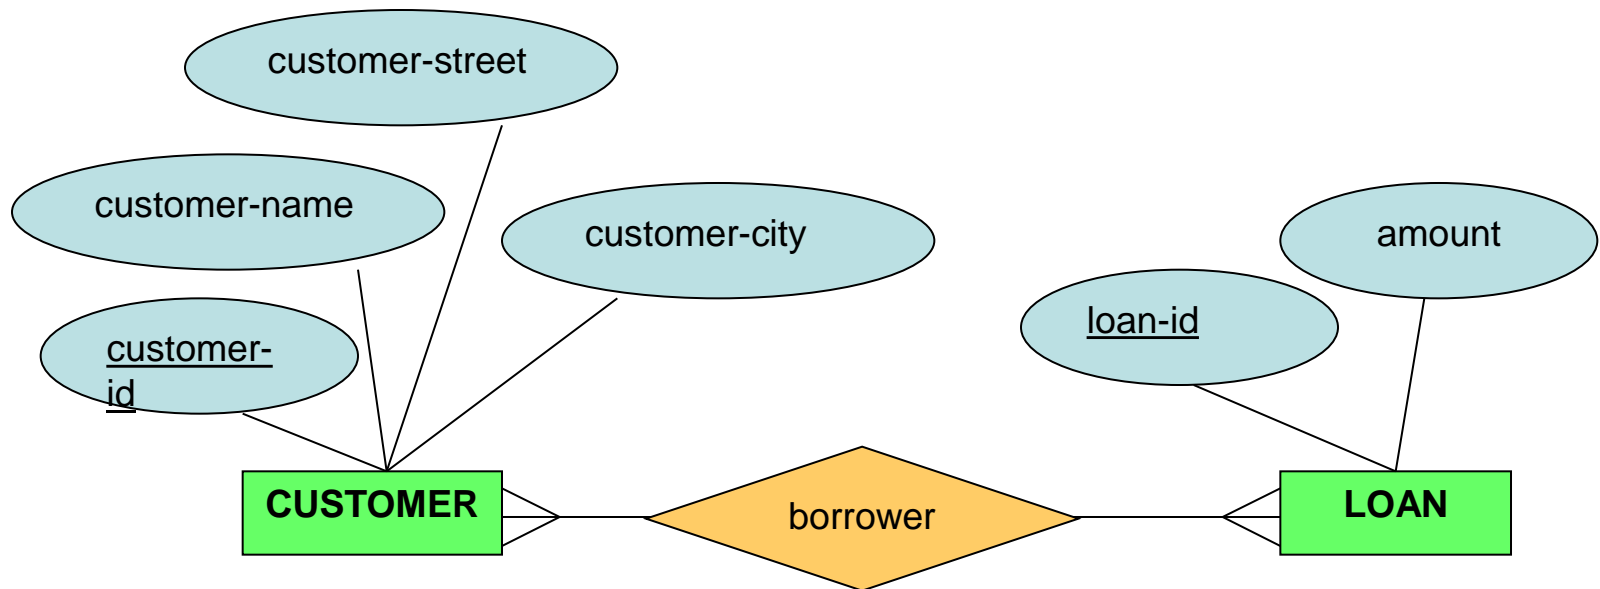 customer-street
customer-name
customer-city
amount
customer-
id
loan-id
CUSTOMER
borrower
LOAN